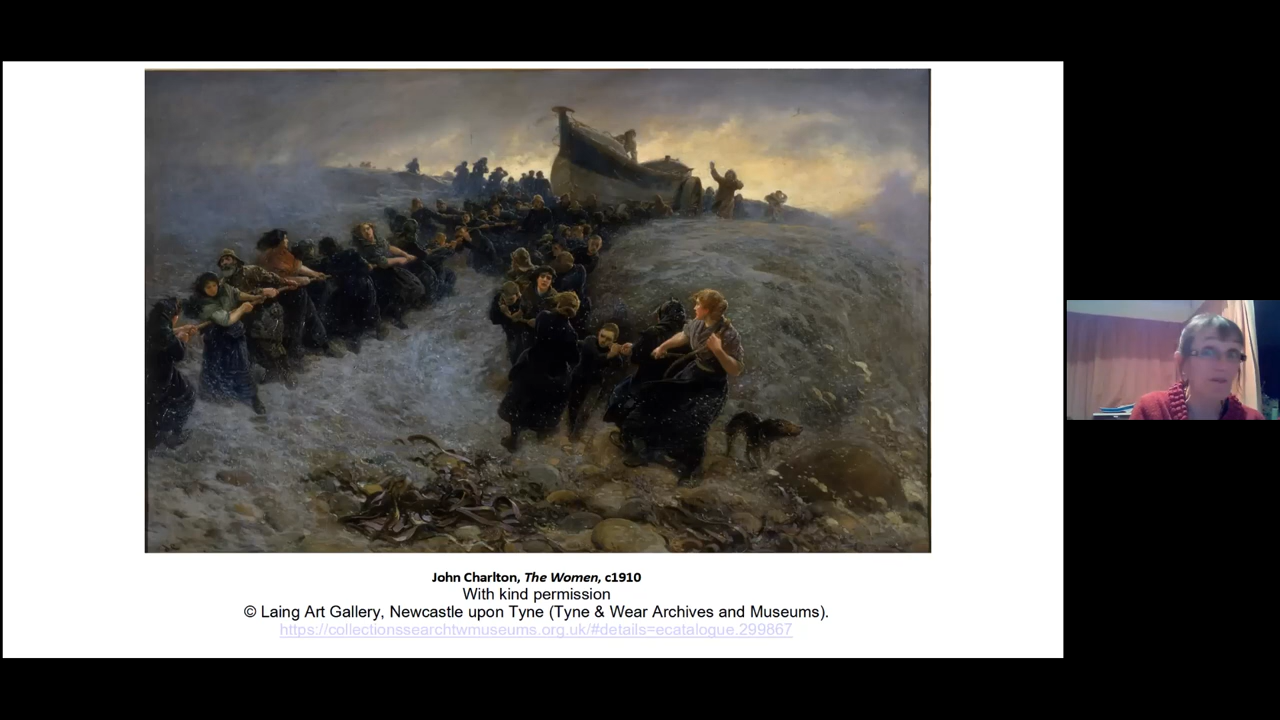 John Charlton, The Women, c1910
With kind permission
© Laing Art Gallery, Newcastle upon Tyne (Tyne & Wear Archives and Museums).
https://collectionssearchtwmuseums.org.uk/#details=ecatalogue.299867